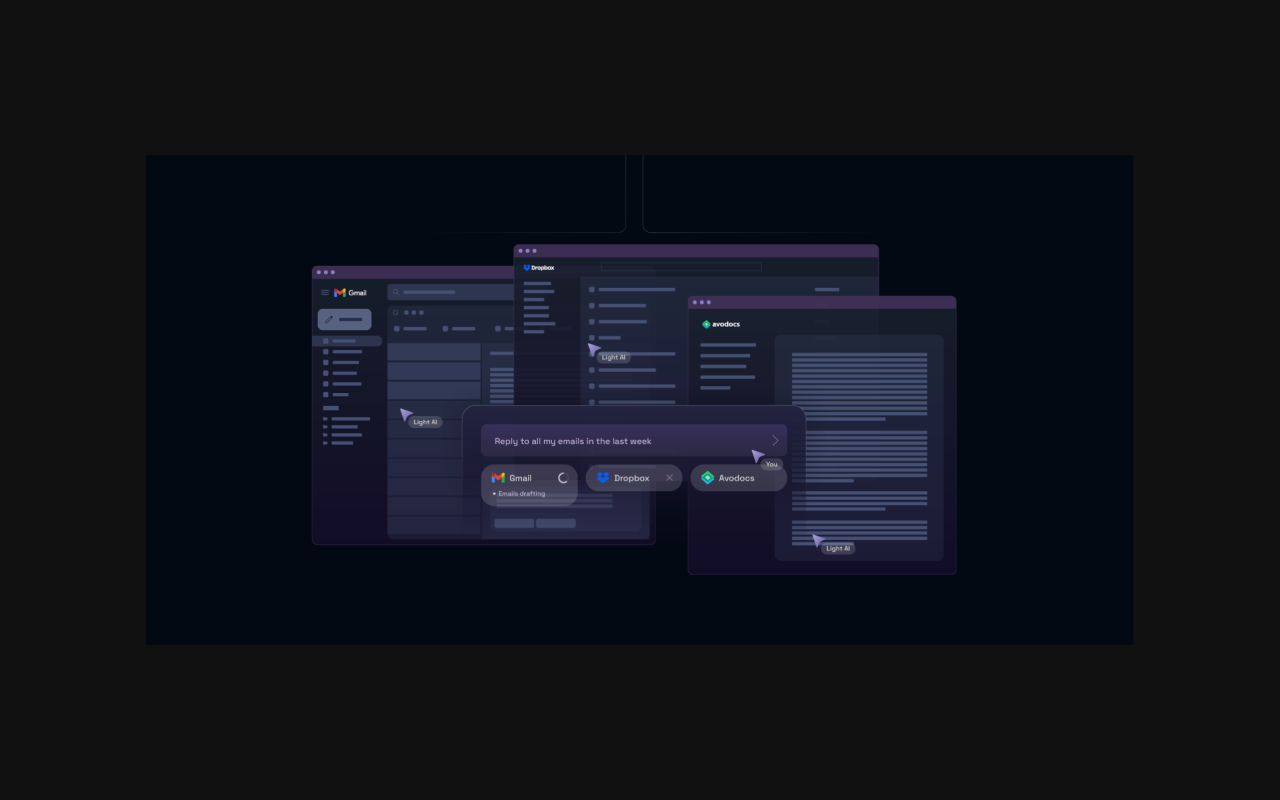 Dropbox
Gmail
avodocs
Light AI
Light AI
Reply to all my emails in the last week
You
Gmail
Dropbox
Avodocs
Emails drafting
Light AI